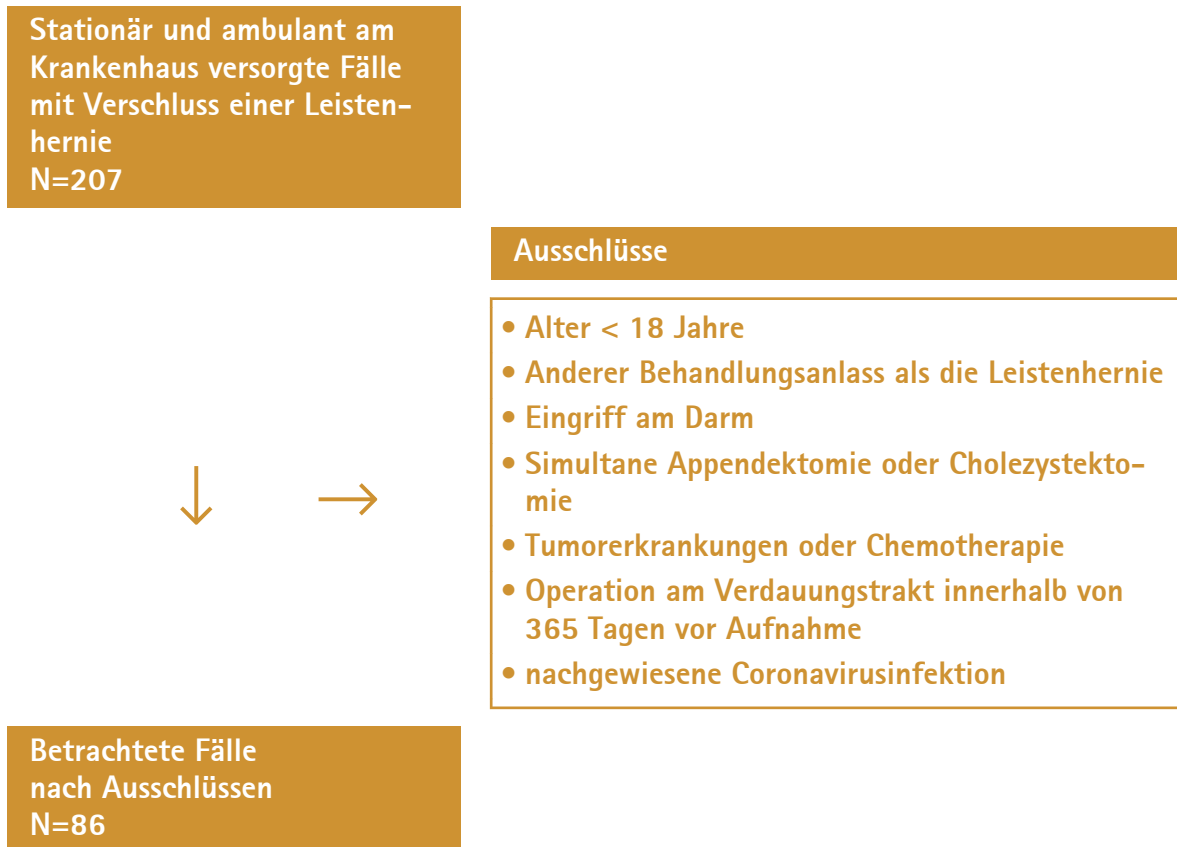 Stationär und ambulant am
Krankenhaus versorgte Fälle
mit Verschluss einer Leisten-
hernie
N=207
Ausschlüsse
• Alter < 18 Jahre
• Anderer Behandlungsanlass als die Leistenhernie
• Eingriff am Darm
• Simultane Appendektomie oder Cholezystekto-
mie
• Tumorerkrankungen oder Chemotherapie
• Operation am Verdauungstrakt innerhalb von
365 Tagen vor Aufnahme
• nachgewiesene Coronavirusinfektion
Betrachtete Fälle
nach Ausschlüssen
N=86